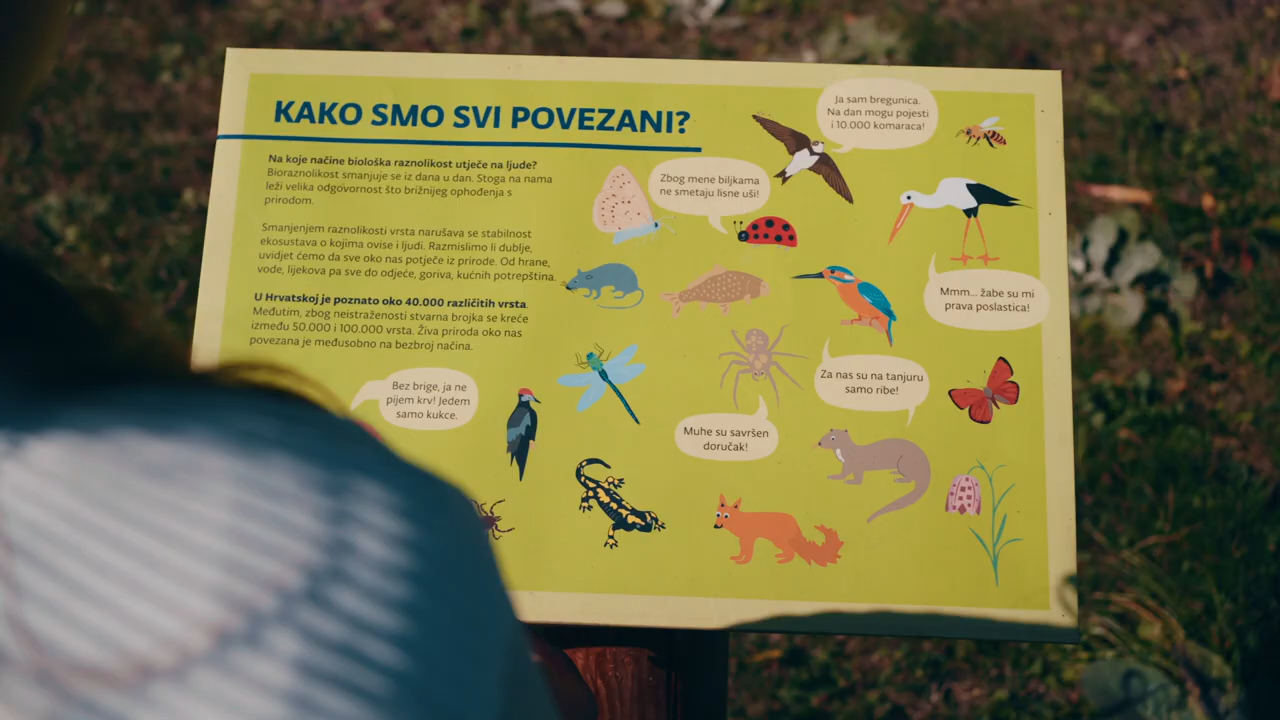 KAKO SMO SVI POVEZANI?
Na koje načine biološka raznolikost utječe na ljude?
Bioraznolikost smanjuje se iz dana u dan. Stoga na nama
leži velika odgovornost što brižnijeg ophođenja s
prirodom.
Smanjenjem raznolikosti vrsta narušava se stabilnost
ekosustava o kojima ovise i ljudi. Razmislimo li dublje,
uvidjet ćemo da sve oko nas potječe iz prirode. Od hrane,
vode, lijekova pa sve do odjeće, goriva, kućnih potrepština.
U Hrvatskoj je poznato oko 40.000 različitih vrsta.
Međutim, zbog neistraženosti stvarna brojka se kreće
između 50.000 i 100.000 vrsta. Živa priroda oko nas
povezana je međusobno na bezbroj načina.
Ja sam bregunica.
Na dan mogu pojesti
i 10.000 komaraca!
Zbog mene biljkama
ne smetaju lisne uši!
Mmm... žabe su mi
prava poslastica!
Za nas su na tanjuru
samo ribe!
Bez brige, ja ne
pijem krv! Jedem
samo kukce.
Muhe su savršen
doručak!